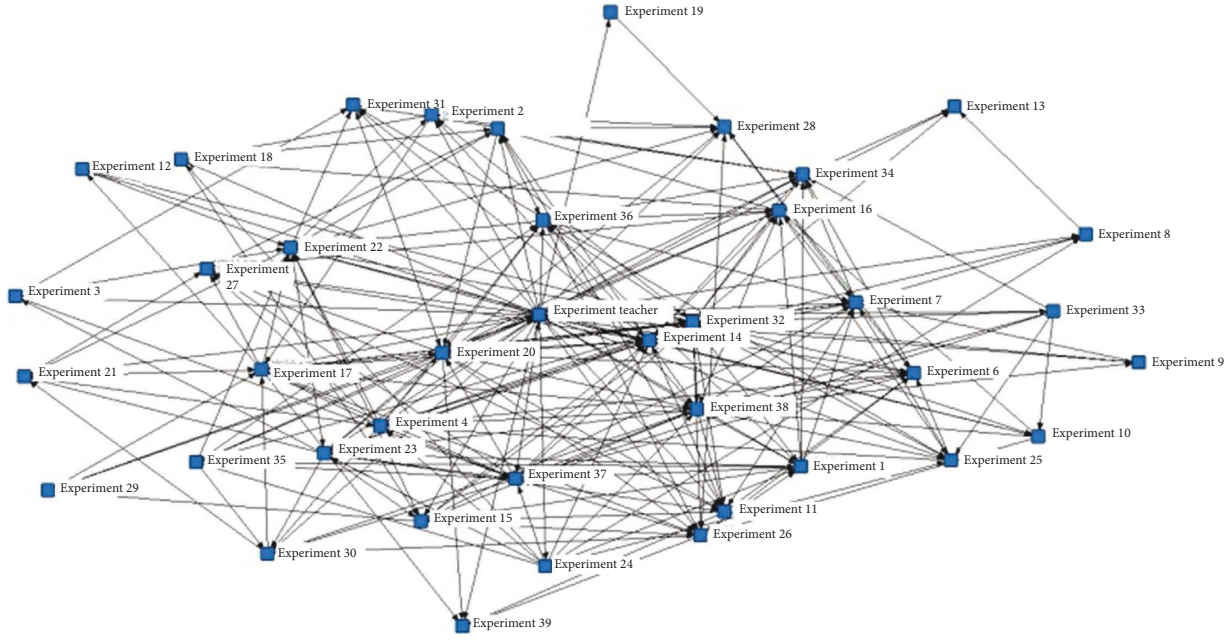 Experiment 19
Experiment 31
Experiment 2
Experiment 13
Experiment 28
Experiment 18
Experiment 12
Experiment 34
Experiment 16
Experiment 36
Experiment 8
Experiment 22
Experiment
27
Experiment 3
Experiment 7
Experiment teacher
Experiment 33
Experiment 32
Experiment 14
Experiment 20
Experiment 9
Experiment 21
Experiment 17
Experiment 6
Experiment 38
Experiment 4
Experiment 10
Experiment 23
Experiment 35
Experiment 25
Experiment 1
Experiment 37
Experiment 29
Experiment 11
Experiment 15
Experiment 26
Experiment 30
Experiment 24
Experiment 39